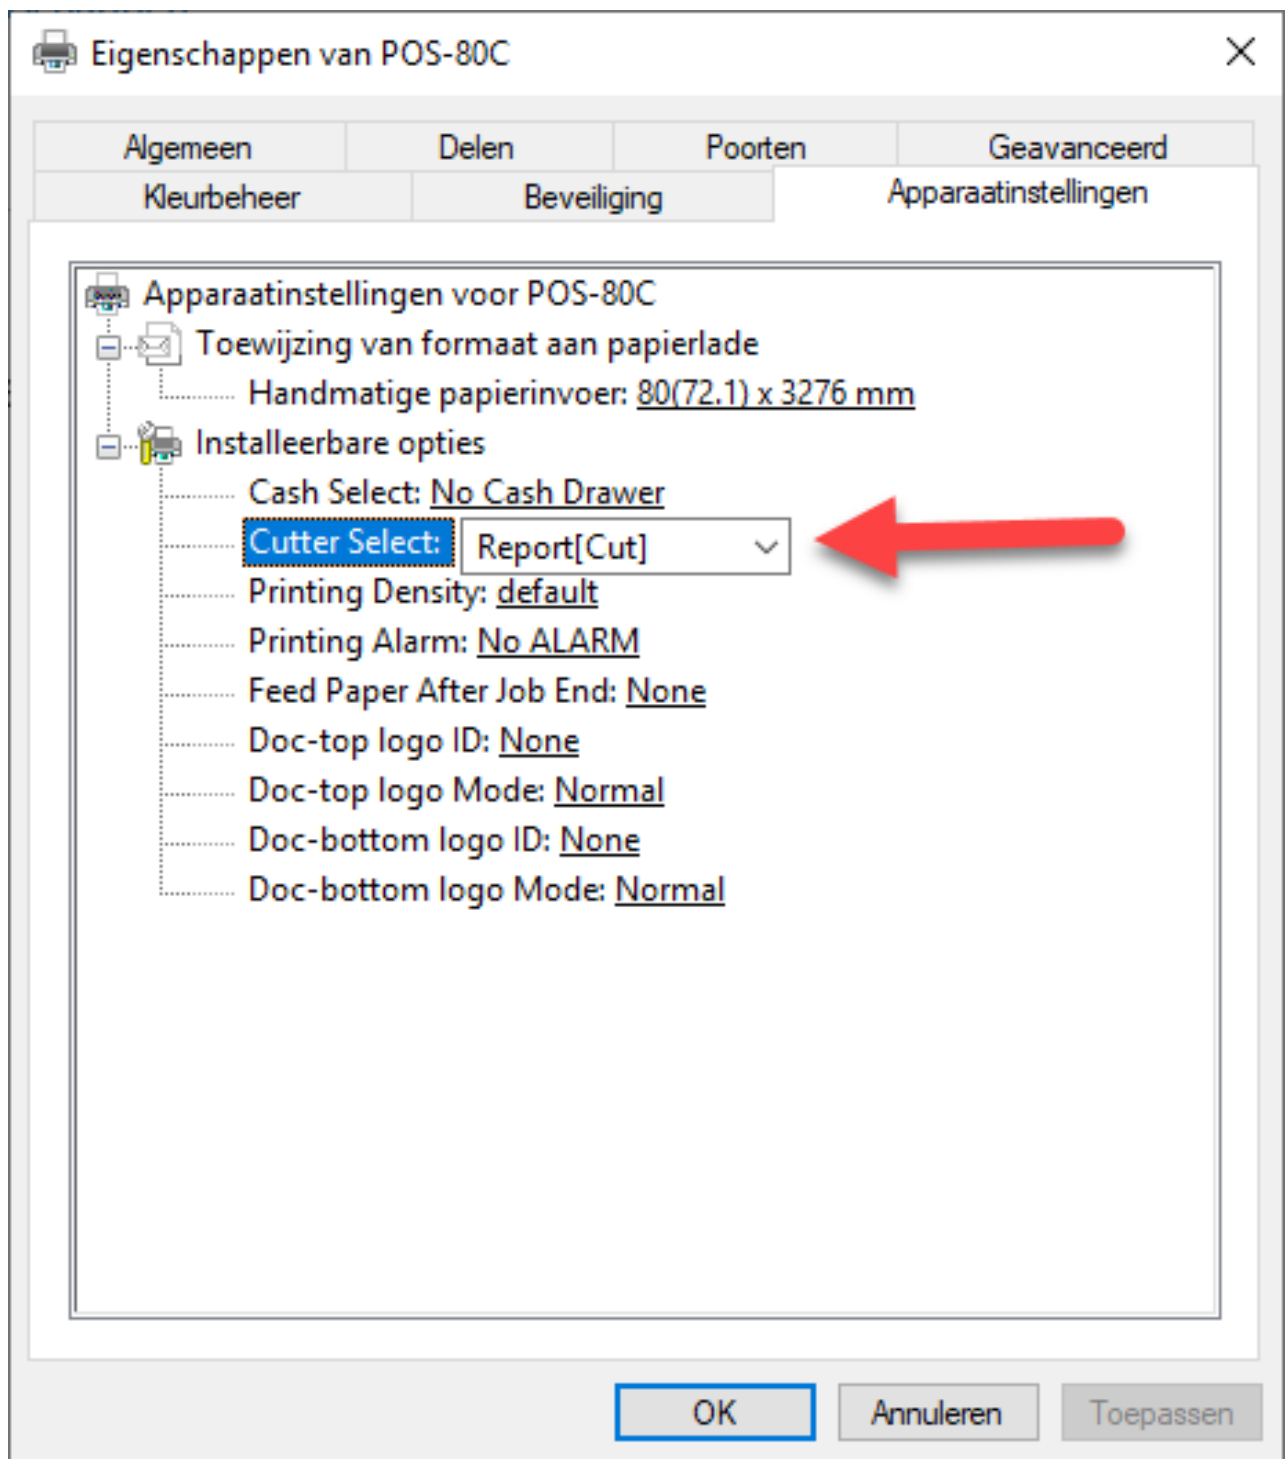 Eigenschappen van POS-80C
Algemeen Delen Poorten Geavanceerd
Kleurbeheer Beveiliging Apparaatinstellingen
Apparaatinstellingen voor POS-80C
Toewijzing van formaat aan papierlade
Handmatige papierinvoer: 80(72.1) x 3276 mm
Installeerbare opties
Cash Select: No Cash Drawer
Cutter Select: Report[Cut]
Printing Density: default
Printing Alarm: No ALARM
Feed Paper After Job End: None
Doc-top logo ID: None
Doc-top logo Mode: Normal
Doc-bottom logo ID: None
Doc-bottom logo Mode: Normal
OK Annuleren Toepassen